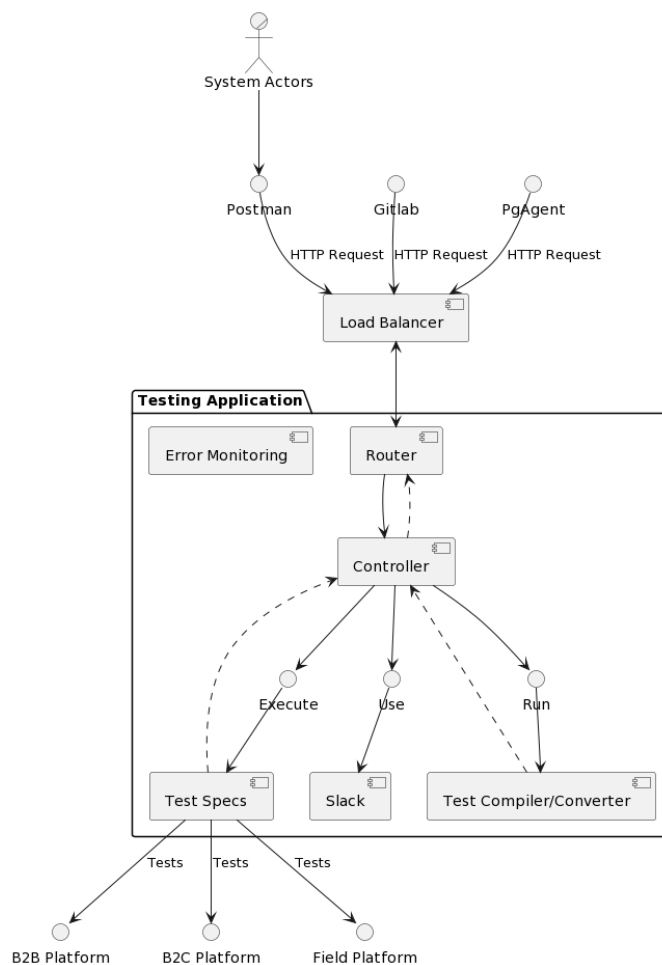 System Actors
Postman
Gitlab
PgAgent
HTTP Request
HTTP Request
HTTP Request
Load Balancer
Testing Application
Error Monitoring
Router
Controller
Execute
Use
Run
Test Specs
Slack
Test Compiler/Converter
Tests
Tests
Tests
B2B Platform
B2C Platform
Field Platform